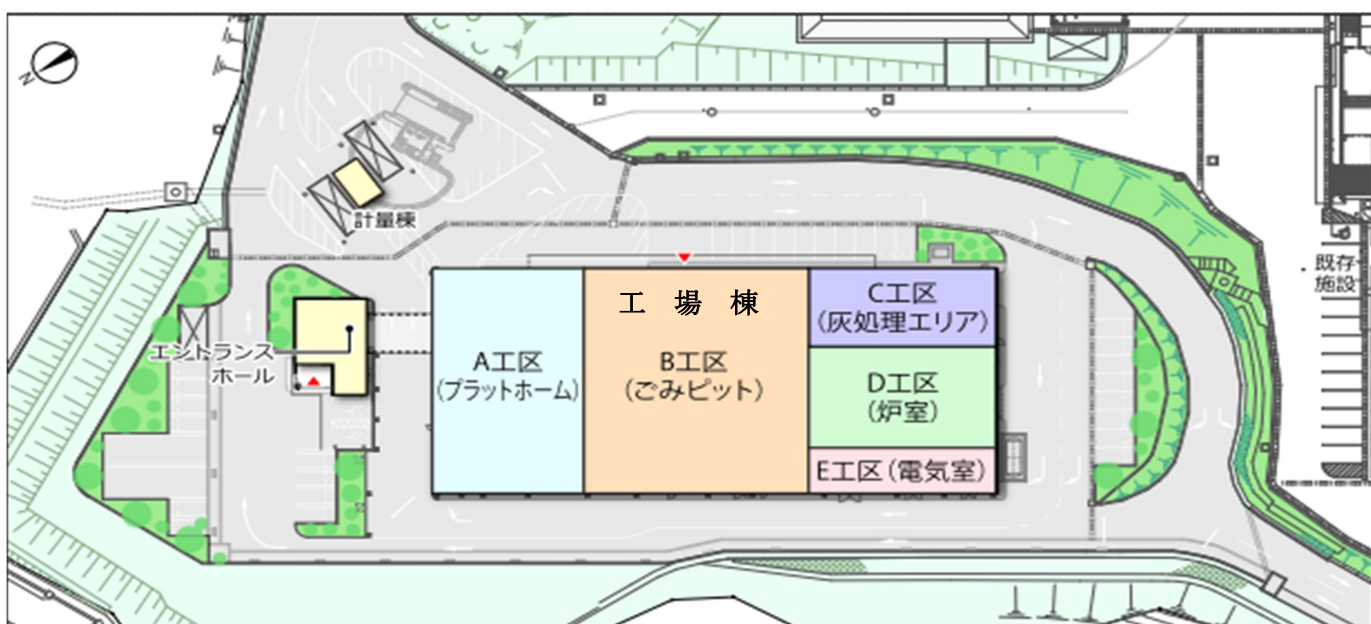 N
計量棟
既存
施設
工場棟
C工区
(灰処理エリア)
エントランス
ホール
A工区
(プラットホーム)
B工区
(ごみピット)
D工区
(炉室)
E工区(電気室)